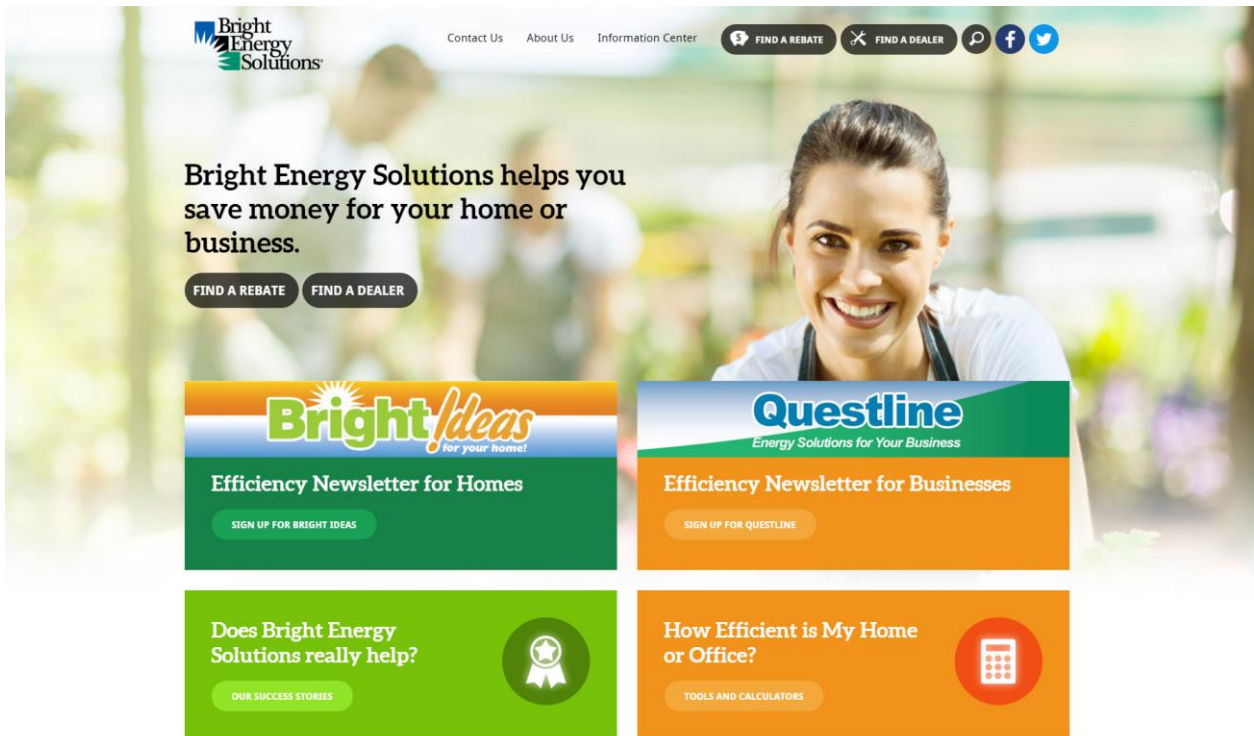 Bright
Energy
Solutions
Contact Us About Us Information Center FIND A REBATE FIND A DEALER
Bright Energy Solutions helps you
save money for your home or
business.
FIND A REBATE FIND A DEALER
Bright Ideas
for your home!
Efficiency Newsletter for Homes
SIGN UP FOR BRIGHT IDEAS
Questline
Energy Solutions for Your Business
Efficiency Newsletter for Businesses
SIGN UP FOR QUESTLINE
Does Bright Energy
Solutions really help?
OUR SUCCESS STORIES
How Efficient is My Home
or Office?
TOOLS AND CALCULATORS